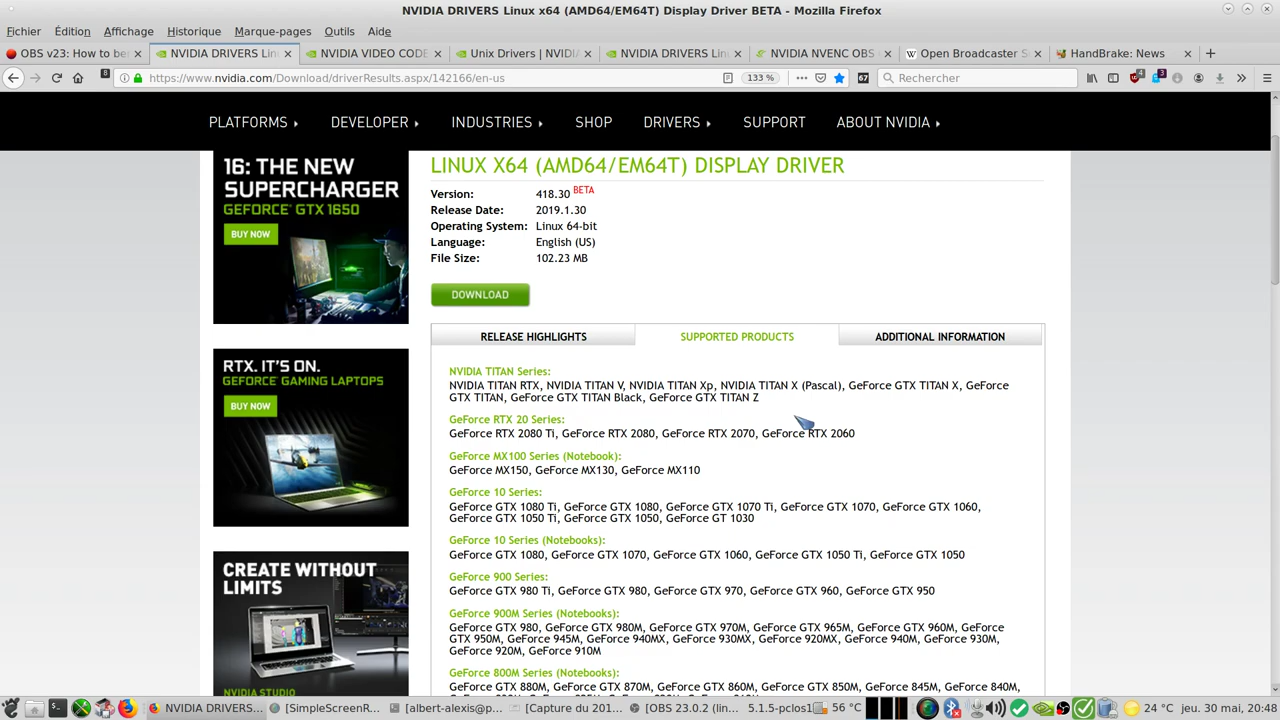 NVIDIA DRIVERS Linux x64 (AMD64/EM64T) Display Driver BETA - Mozilla Firefox
Fichier Édition Affichage Historique Marque-pages Outils Aide
OBS v23: How to be
NVIDIA DRIVERS Linu
NVIDIA VIDEO CODE
Unix Drivers | NVIDIA
NVIDIA DRIVERS Lin
NVIDIA NVENC OBS
Open Broadcaster S
HandBrake: News
https://www.nvidia.com/Download/driverResults.aspx/142166/en-us
133 %
Rechercher
PLATFORMS DEVELOPER INDUSTRIES SHOP DRIVERS SUPPORT ABOUT NVIDIA
16: THE NEW
SUPERCHARGER
GEFORCE® GTX 1650
BUY NOW
RTX. IT'S ON.
GEFORCE® GAMING LAPTOPS
BUY NOW
CREATE WITHOUT
LIMITS
NVIDIA STUDIO
LINUX X64 (AMD64/EM64T) DISPLAY DRIVER
Version: 418.30 BETA
Release Date: 2019.1.30
Operating System: Linux 64-bit
Language: English (US)
File Size: 102.23 MB
DOWNLOAD
RELEASE HIGHLIGHTS SUPPORTED PRODUCTS ADDITIONAL INFORMATION
NVIDIA TITAN Series:
NVIDIA TITAN RTX, NVIDIA TITAN V, NVIDIA TITAN Xp, NVIDIA TITAN X (Pascal), GeForce GTX TITAN X, GeForce
GTX TITAN, GeForce GTX TITAN Black, GeForce GTX TITAN Z
GeForce RTX 20 Series:
GeForce RTX 2080 Ti, GeForce RTX 2080, GeForce RTX 2070, GeForce RTX 2060
GeForce MX100 Series (Notebook):
GeForce MX150, GeForce MX130, GeForce MX110
GeForce 10 Series:
GeForce GTX 1080 Ti, GeForce GTX 1080, GeForce GTX 1070 Ti, GeForce GTX 1070, GeForce GTX 1060,
GeForce GTX 1050 Ti, GeForce GTX 1050, GeForce GT 1030
GeForce 10 Series (Notebooks):
GeForce GTX 1080, GeForce GTX 1070, GeForce GTX 1060, GeForce GTX 1050 Ti, GeForce GTX 1050
GeForce 900 Series:
GeForce GTX 980 Ti, GeForce GTX 980, GeForce GTX 970, GeForce GTX 960, GeForce GTX 950
GeForce 900M Series (Notebooks):
GeForce GTX 980, GeForce GTX 980M, GeForce GTX 970M, GeForce GTX 965M, GeForce GTX 960M, GeForce
GTX 950M, GeForce 945M, GeForce 940MX, GeForce 930MX, GeForce 920MX, GeForce 940M, GeForce 930M,
GeForce 920M, GeForce 910M
GeForce 800M Series (Notebooks):
GeForce GTX 880M, GeForce GTX 870M, GeForce GTX 860M, GeForce GTX 850M, GeForce 845M, GeForce 840M,
NVIDIA DRIVERS... [SimpleScreenR... [albert-alexis@p... [Capture du 201... [OBS 23.0.2 (lin... 5.1.5-pclos1 56 °C 24 °C jeu. 30 mai, 20:48